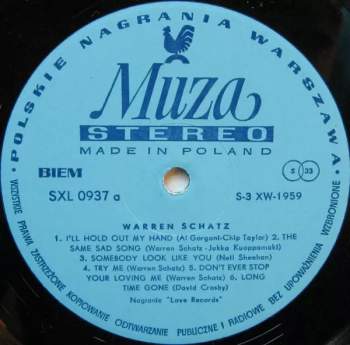 • POLSKIE NAGRANIA WARSZAWA •
Muza
STEREO
MADE IN POLAND
BIEM
S 33
SXL 0937 a
S-3 XW-1959
WARREN SCHATZ
1. I'LL HOLD OUT MY HAND (Al Gorgoni-Chip Taylor) 2. THE
SAME SAD SONG (Warren Schatz - Jukka Kuoppamaki)
3. SOMEBODY LOOK LIKE YOU (Neil Sheehan)
4. TRY ME (Warren Schatz) 5. DON'T EVER STOP
YOUR LOVING ME (Warren Schatz) 6. LONG
TIME GONE (David Crosby)
Nagranie "Love Records"
WSZYSTKIE PRAWA ZASTRZEŻONE KOPIOWANIE ODTWARZANIE PUBLICZNE I RADIOWE BEZ UPOWAŻNIENIA WZBRONIONE